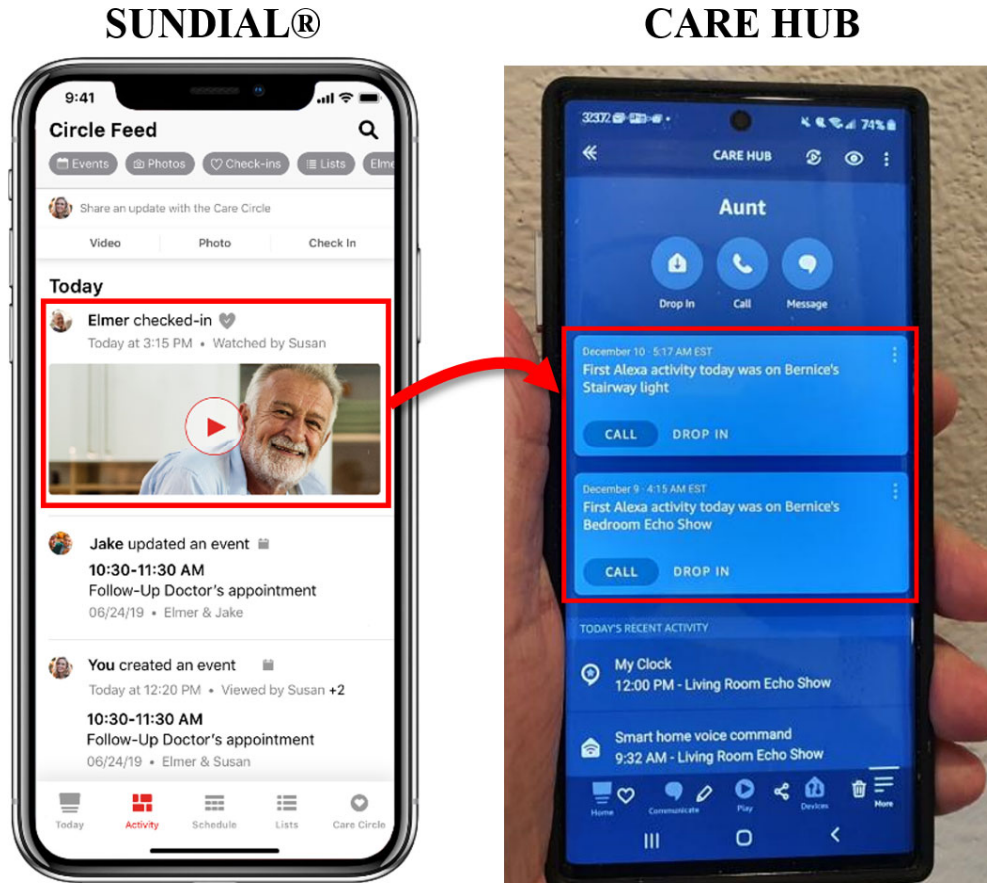 SUNDIAL®
9:41
Circle Feed
Events
Photos
Check-ins
Lists
Elme
Share an update with the Care Circle
Video
Photo
Check In
Today
Elmer checked-in
Today at 3:15 PM • Watched by Susan
Jake updated an event
10:30-11:30 AM
Follow-Up Doctor's appointment
06/24/19 • Elmer & Jake
You created an event
Today at 12:20 PM • Viewed by Susan +2
10:30-11:30 AM
Follow-Up Doctor's appointment
06/24/19 • Elmer & Susan
Today
Activity
Schedule
Lists
Care Circle
CARE HUB
74%
CARE HUB
Aunt
Drop In
Call
Message
December 10 · 5:17 AM EST
First Alexa activity today was on Bernice's
Stairway light
CALL
DROP IN
December 9 · 4:15 AM EST
First Alexa activity today was on Bernice's
Bedroom Echo Show
CALL
DROP IN
TODAY'S RECENT ACTIVITY
My Clock
12:00 PM - Living Room Echo Show
Smart home voice command
9:32 AM - Living Room Echo Show
Home
Communicate
Play
Devices
More